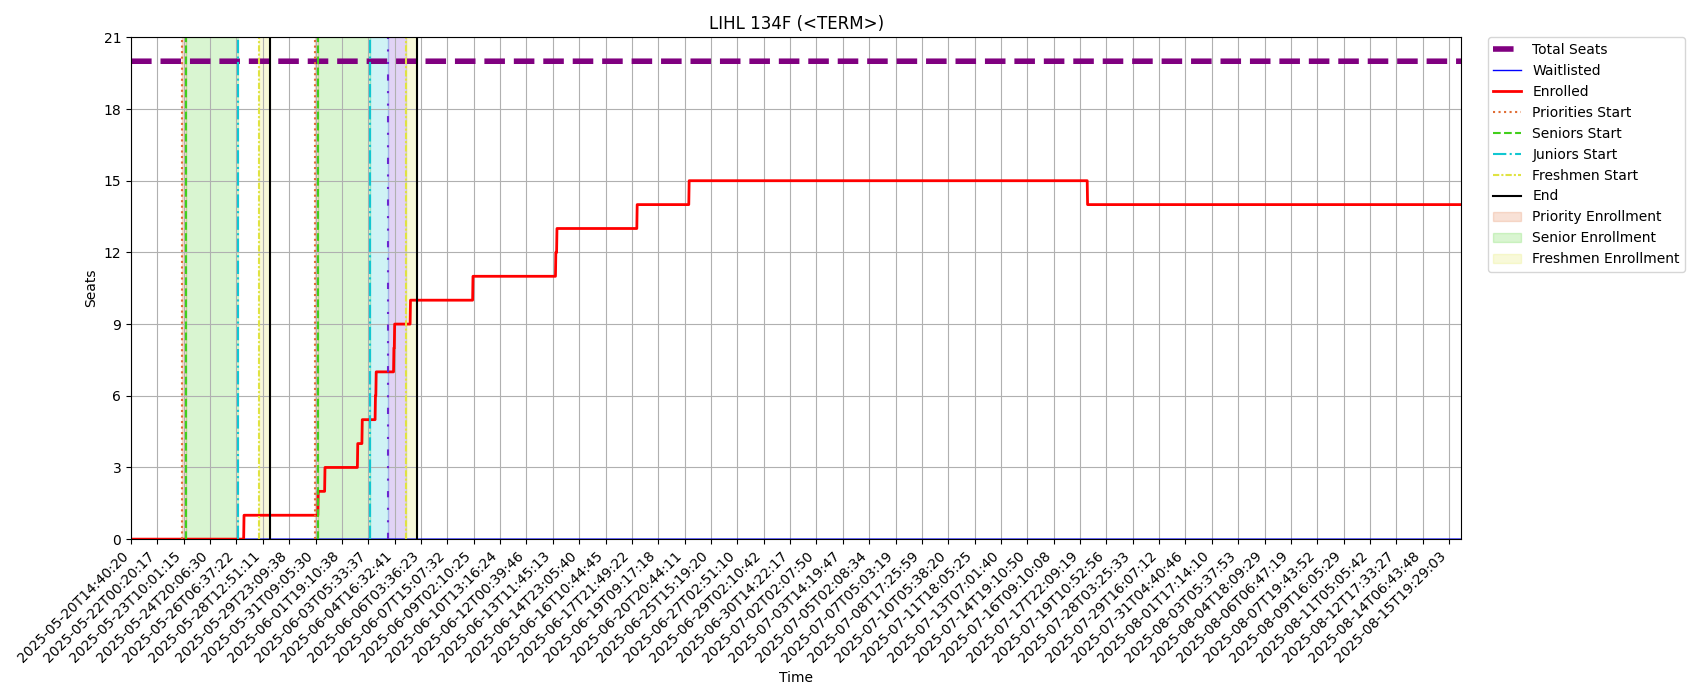 LIHL 134F (<TERM>)
21
18
15
12
9
6
3
0
Seats
2025-05-20T14:40:20
2025-05-22T00:20:17
2025-05-23T10:01:15
2025-05-24T20:06:30
2025-05-26T06:37:22
2025-05-28T12:51:11
2025-05-29T23:09:38
2025-05-31T09:05:30
2025-06-01T19:10:38
2025-06-03T05:33:37
2025-06-04T16:32:41
2025-06-06T03:36:23
2025-06-07T15:07:32
2025-06-09T02:10:25
2025-06-10T13:16:24
2025-06-12T00:39:46
2025-06-13T11:45:13
2025-06-14T23:05:40
2025-06-16T10:44:45
2025-06-17T21:49:22
2025-06-19T09:17:18
2025-06-20T20:44:11
2025-06-25T15:19:20
2025-06-27T02:51:10
2025-06-29T02:10:42
2025-06-30T14:22:17
2025-07-02T02:07:50
2025-07-03T14:19:47
2025-07-05T02:08:34
2025-07-07T05:03:19
2025-07-08T17:25:59
2025-07-10T05:38:20
2025-07-11T18:05:25
2025-07-13T07:01:40
2025-07-14T19:10:50
2025-07-16T09:10:08
2025-07-17T22:09:19
2025-07-19T10:52:56
2025-07-28T03:25:33
2025-07-29T16:07:12
2025-07-31T04:40:46
2025-08-01T17:14:10
2025-08-03T05:37:53
2025-08-04T18:09:29
2025-08-06T06:47:19
2025-08-07T19:43:52
2025-08-09T16:05:29
2025-08-11T05:05:42
2025-08-12T17:33:27
2025-08-14T06:43:48
2025-08-15T19:29:03
Time
Total Seats
Waitlisted
Enrolled
Priorities Start
Seniors Start
Juniors Start
Freshmen Start
End
Priority Enrollment
Senior Enrollment
Freshmen Enrollment